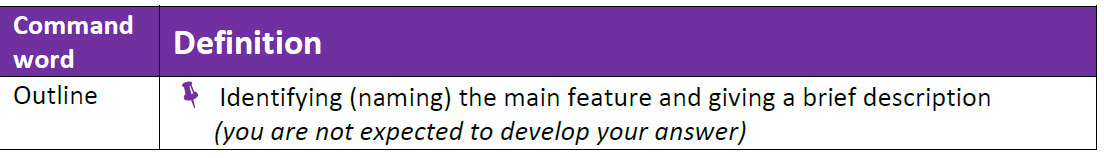 Command
word
Definition
Outline
Identifying (naming) the main feature and giving a brief description
(you are not expected to develop your answer)